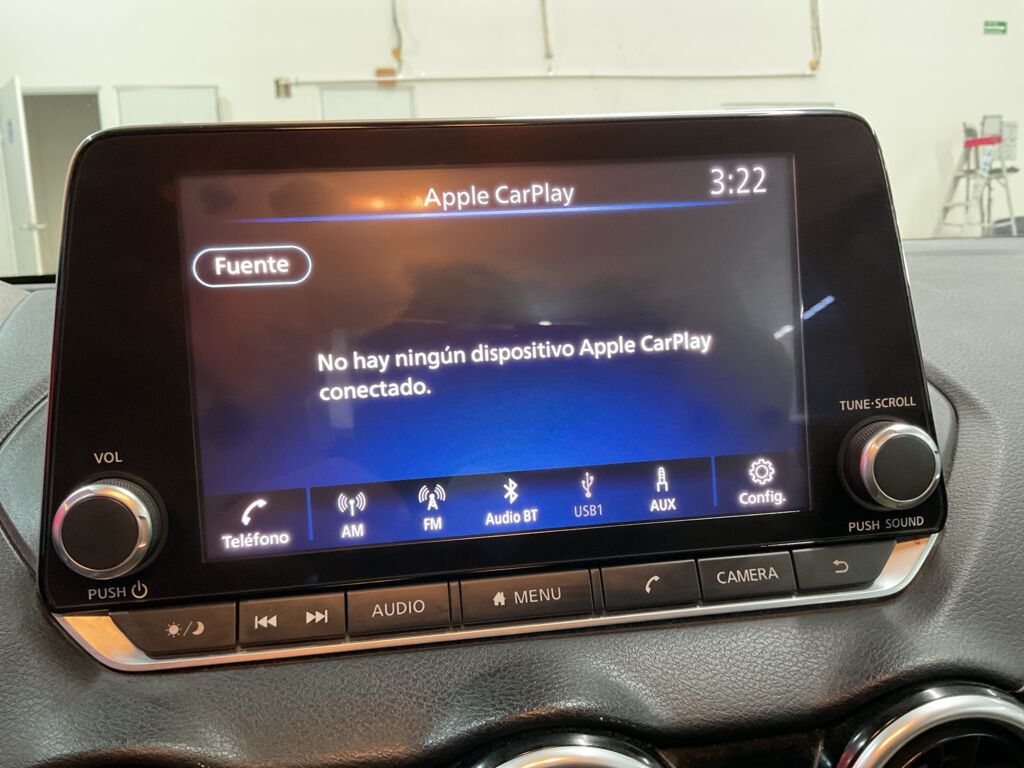 Apple CarPlay
3:22
Fuente
No hay ningún dispositivo Apple CarPlay
conectado.
Teléfono
AM
FM
Audio BT
USB1
AUX
Config.
VOL
PUSH
TUNE·SCROLL
PUSH SOUND
AUDIO
MENU
CAMERA